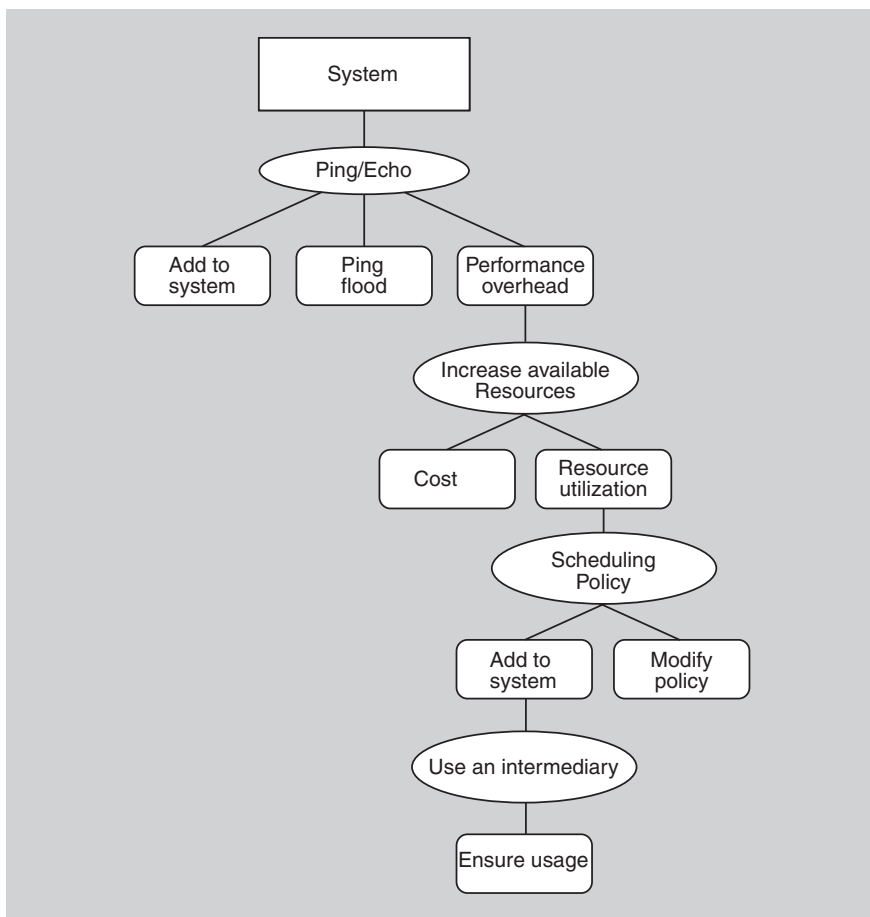 System
Ping/Echo
Add to
system
Ping
flood
Performance
overhead
Increase available
Resources
Cost
Resource
utilization
Scheduling
Policy
Add to
system
Modify
policy
Use an intermediary
Ensure usage